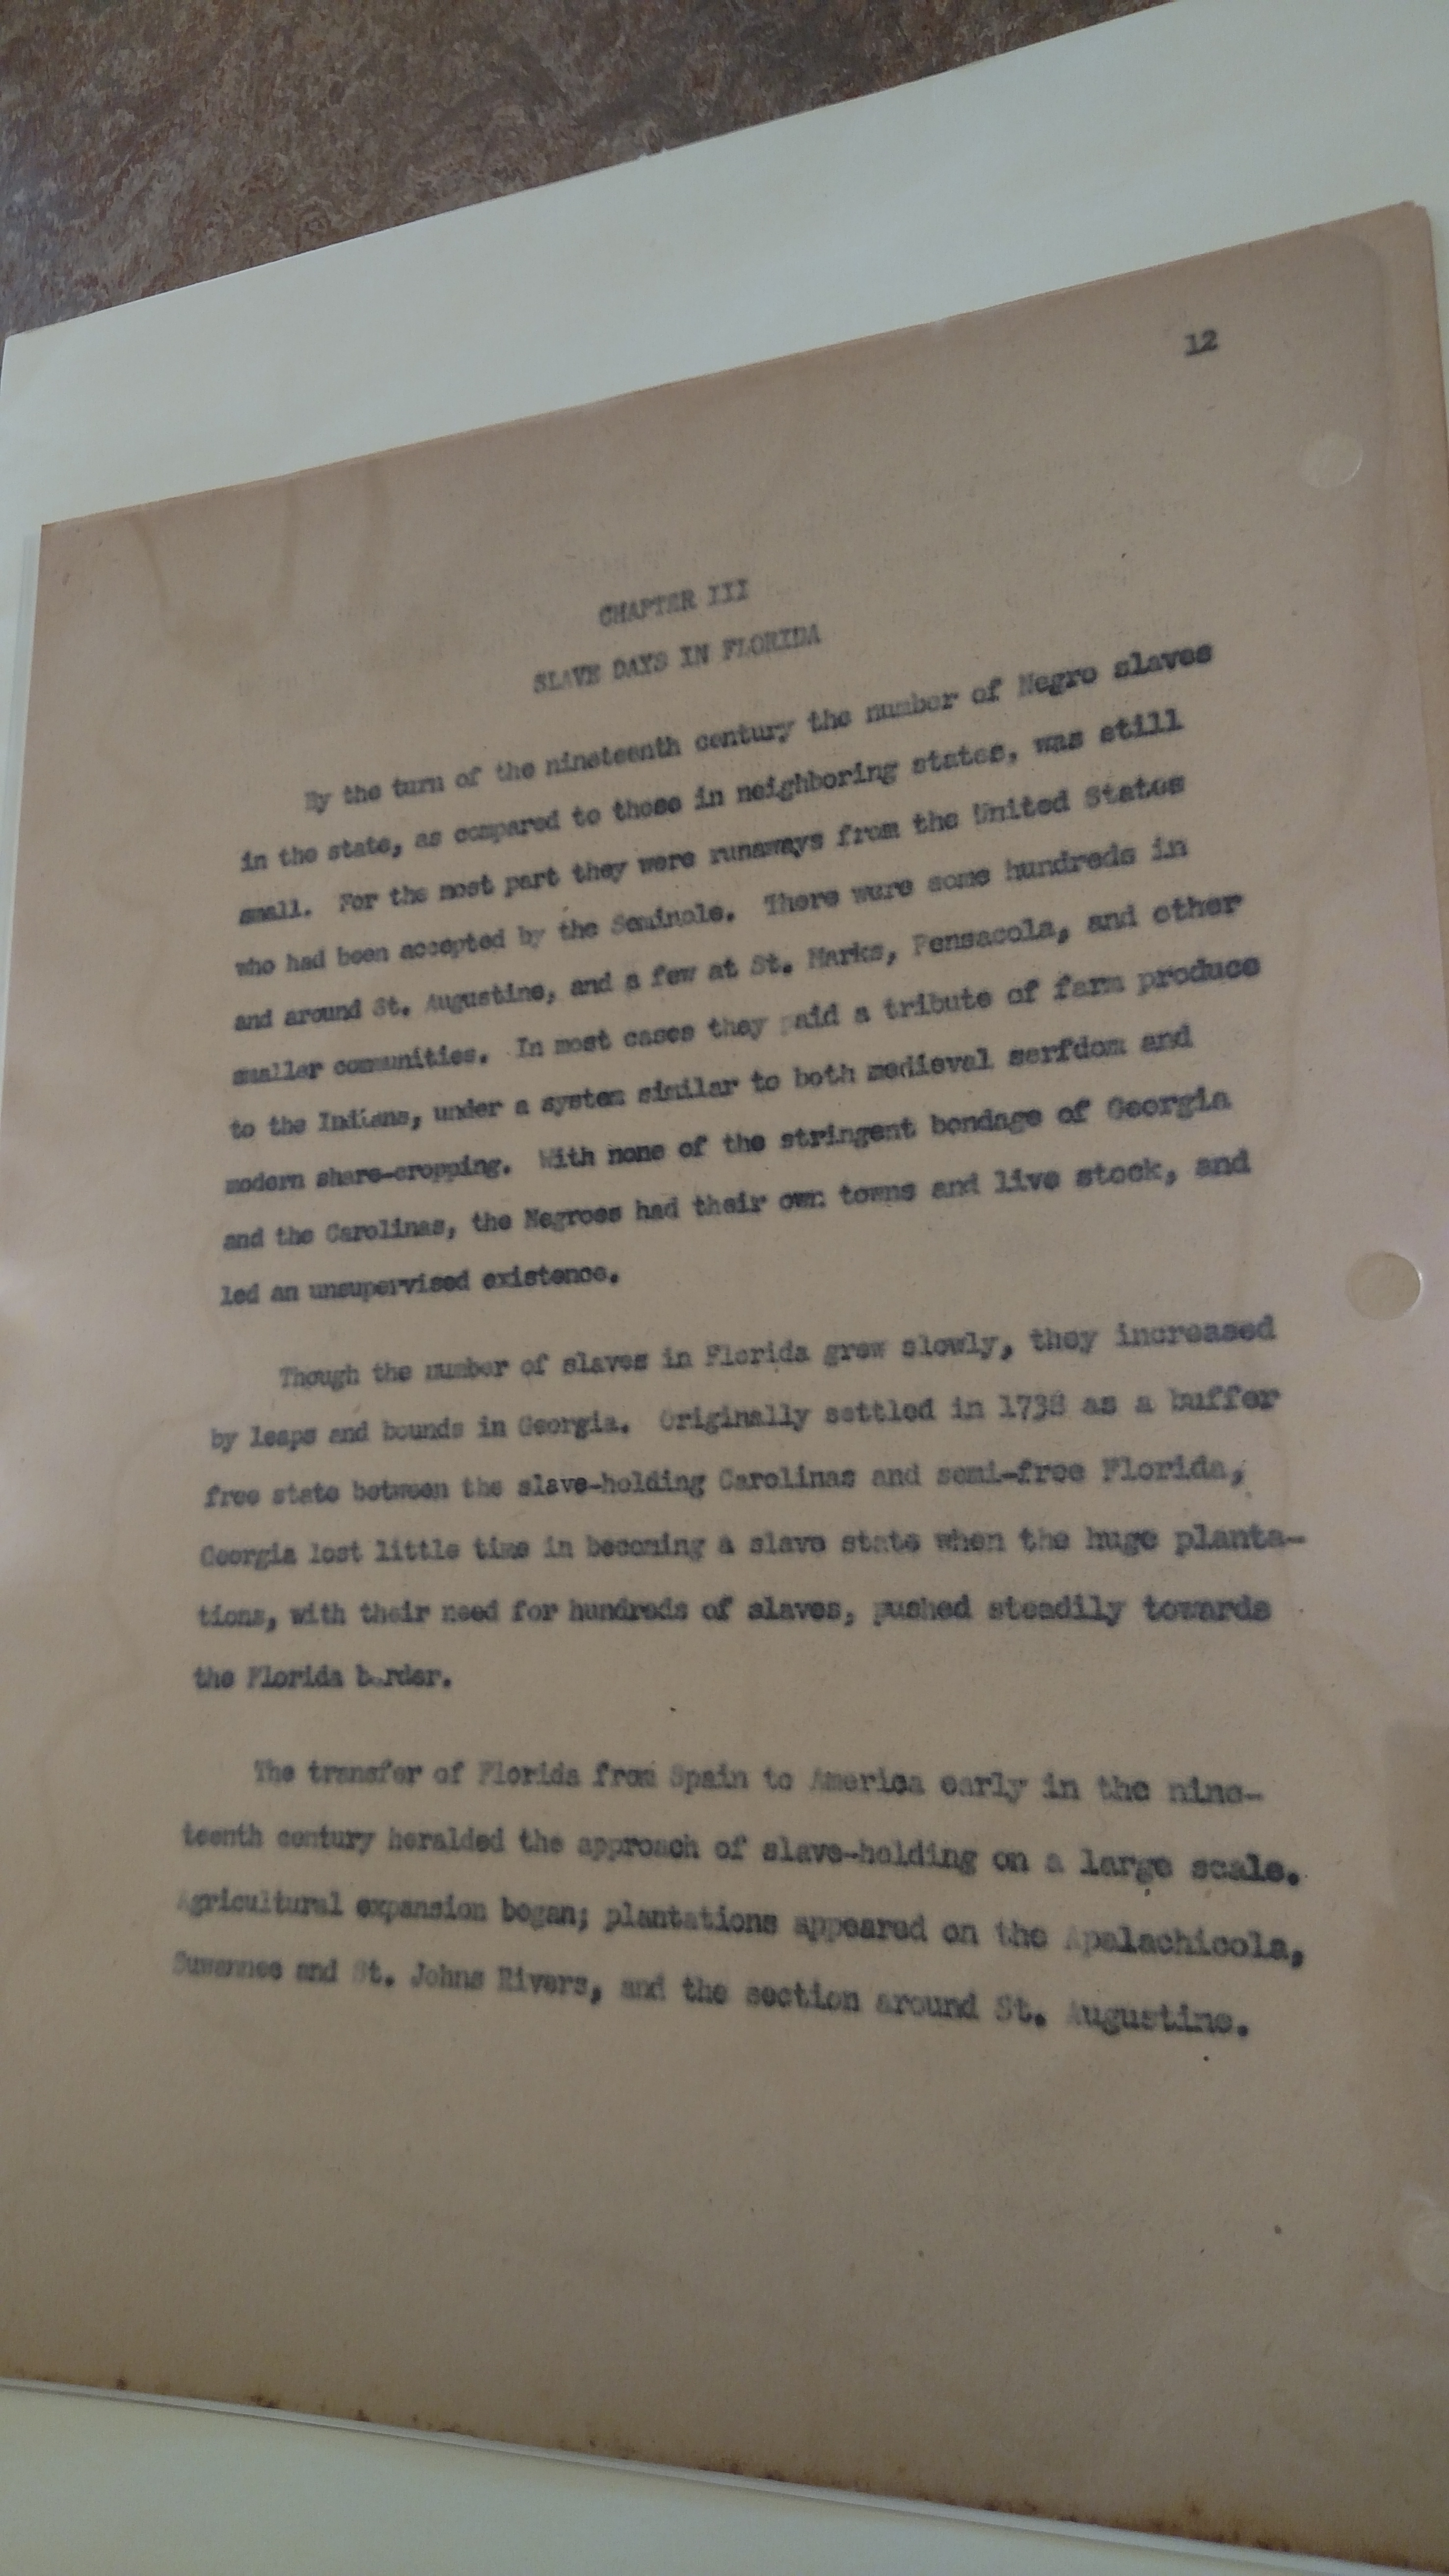 12
CHAPTER III
SLAVE DAYS IN FLORIDA
By the turn of the nineteenth century the number of Negro slaves
in the state, as compared to those in neighboring states, was still
small. For the most part they were runaways from the United States
who had been accepted by the Seminole. There were some hundreds in
and around St. Augustine, and a few at St. Marks, Pensacola, and other
smaller communities. In most cases they paid a tribute of farm produce
to the Indians, under a system similar to both medieval serfdom and
modern share-cropping. With none of the stringent bondage of Georgia
and the Carolinas, the Negroes had their own towns and live stock, and
led an unsupervised existence.
Though the number of slaves in Florida grew slowly, they increased
by leaps and bounds in Georgia. Originally settled in 1738 as a buffer
free state between the slave-holding Carolinas and semi-free Florida,
Georgia lost little time in becoming a slave state when the huge planta-
tions, with their need for hundreds of slaves, pushed steadily towards
the Florida border.
The transfer of Florida from Spain to America early in the nine-
teenth century heralded the approach of slave-holding on a large scale.
Agricultural expansion began; plantations appeared on the Apalachicola,
Suwannee and St. Johns Rivers, and the section around St. Augustine.